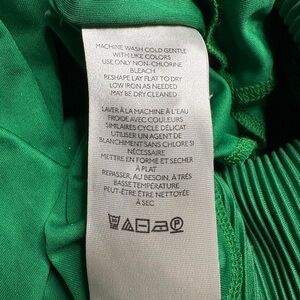 MACHINE WASH COLD GENTLE
WITH LIKE COLORS
USE ONLY NON-CHLORINE
BLEACH
RESHAPE LAY FLAT TO DRY
LOW IRON AS NEEDED
MAY BE DRY CLEANED
LAVER À LA MACHINE À L'EAU
FROIDE AVEC COULEURS
SIMILAIRES CYCLE DÉLICAT
UTILISER UN AGENT DE
BLANCHIMENT SANS CHLORE SI
NÉCESSAIRE
METTRE EN FORME ET SÉCHER
À PLAT
REPASSER, AU BESOIN, À TRÈS
BASSE TEMPÉRATURE
PEUT-ÊTRE ÊTRE NETTOYÉE
À SEC